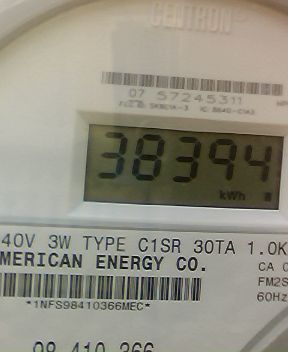 CENTRON
07 57245311
38394
kWh
40V 3W TYPE C1SR 30TA 1.0K
MERICAN ENERGY CO.
CA 0
FM2S
60Hz
*1NFS98410366MEC*
98 410 366